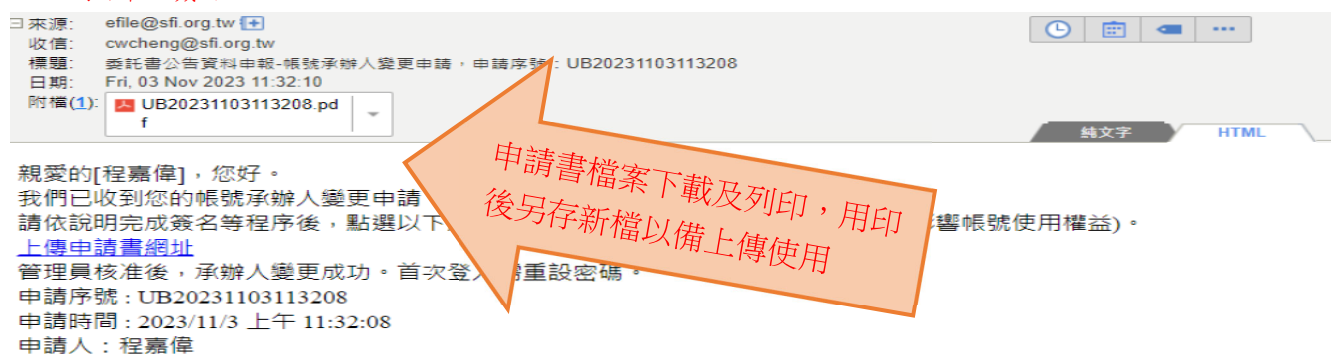 來源: efile@sfi.org.tw
收信: cwcheng@sfi.org.tw
標題: 委託書公告資料申報-帳號承辦人變更申請，申請序號: UB20231103113208
日期: Fri, 03 Nov 2023 11:32:10
附檔(1): UB20231103113208.pd
f
純文字 HTML
親愛的[程嘉偉]，您好。
我們已收到您的帳號承辦人變更申請
請依說明完成簽名等程序後，點選以下 響帳號使用權益)。
上傳申請書網址
管理員核准後，承辦人變更成功。首次登 重設密碼。
申請序號 : UB20231103113208
申請時間 : 2023/11/3 上午 11:32:08
申請人：程嘉偉
申請書檔案下載及列印，用印
後另存新檔以備上傳使用